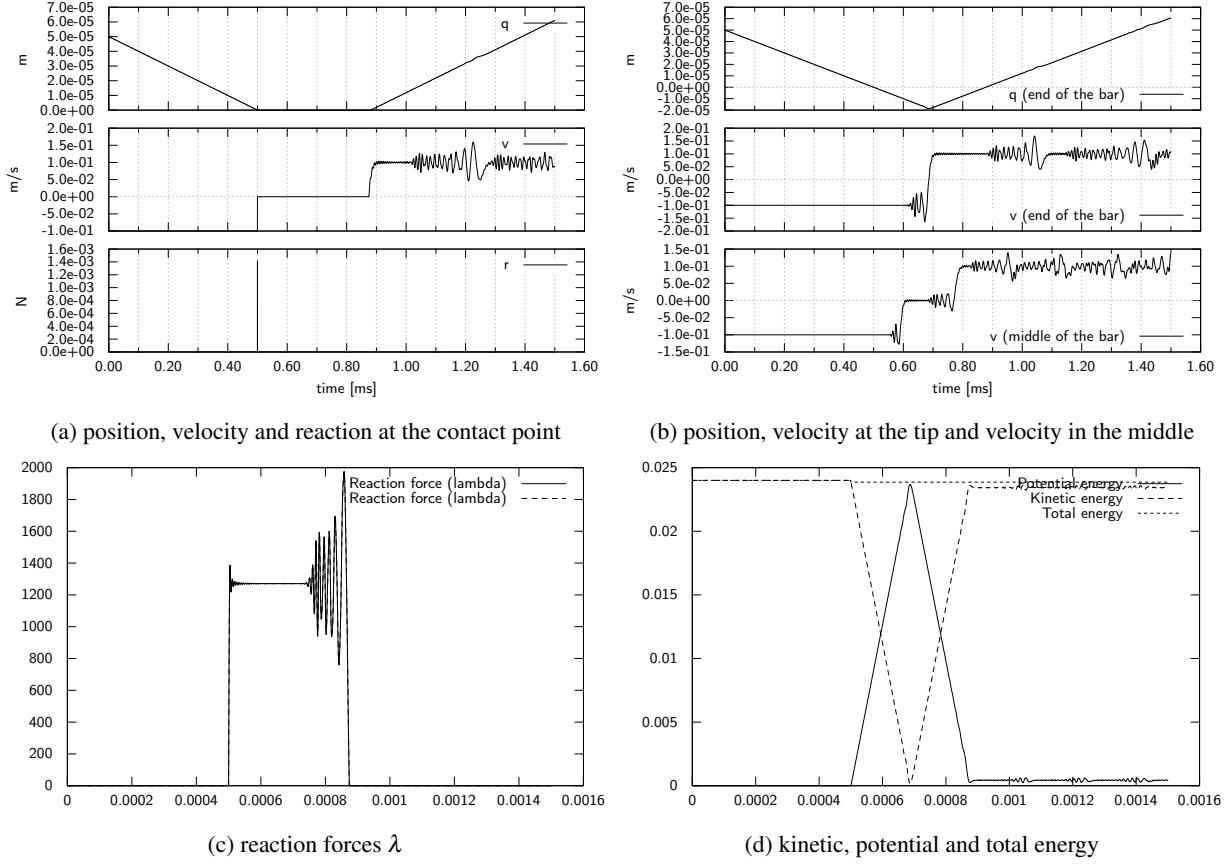 7.0e-05
6.0e-05
5.0e-05
4.0e-05
3.0e-05
2.0e-05
1.0e-05
0.0e+00
m
q
2.0e-01
1.5e-01
1.0e-01
5.0e-02
0.0e+00
-5.0e-02
-1.0e-01
m/s
v
1.6e-03
1.4e-03
1.2e-03
1.0e-03
8.0e-04
6.0e-04
4.0e-04
2.0e-04
0.0e+00
N
r
0.00 0.20 0.40 0.60 0.80 1.00 1.20 1.40 1.60
time [ms]
(a) position, velocity and reaction at the contact point
7.0e-05
6.0e-05
5.0e-05
4.0e-05
3.0e-05
2.0e-05
1.0e-05
0.0e+00
-1.0e-05
-2.0e-05
m
q (end of the bar)
2.0e-01
1.5e-01
1.0e-01
5.0e-02
0.0e+00
-5.0e-02
-1.0e-01
-1.5e-01
-2.0e-01
m/s
v (end of the bar)
1.5e-01
1.0e-01
5.0e-02
0.0e+00
-5.0e-02
-1.0e-01
-1.5e-01
m/s
v (middle of the bar)
0.00 0.20 0.40 0.60 0.80 1.00 1.20 1.40 1.60
time [ms]
(b) position, velocity at the tip and velocity in the middle
2000
1800
1600
1400
1200
1000
800
600
400
200
0
Reaction force (lambda)
Reaction force (lambda)
0 0.0002 0.0004 0.0006 0.0008 0.001 0.0012 0.0014 0.0016
(c) reaction forces λ
0.025
0.02
0.015
0.01
0.005
0
Potential energy
Kinetic energy
Total energy
0 0.0002 0.0004 0.0006 0.0008 0.001 0.0012 0.0014 0.0016
(d) kinetic, potential and total energy